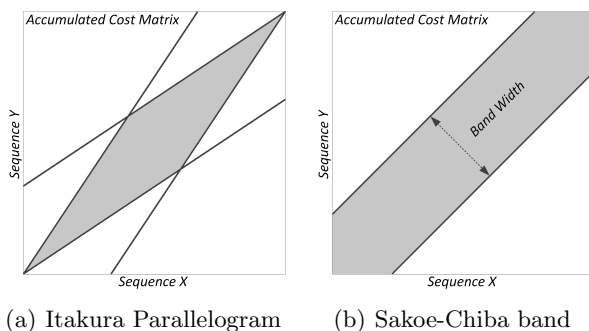 Accumulated Cost Matrix
Sequence Y
Sequence X
(a) Itakura Parallelogram
Accumulated Cost Matrix
Sequence Y
Band Width
Sequence X
(b) Sakoe-Chiba band